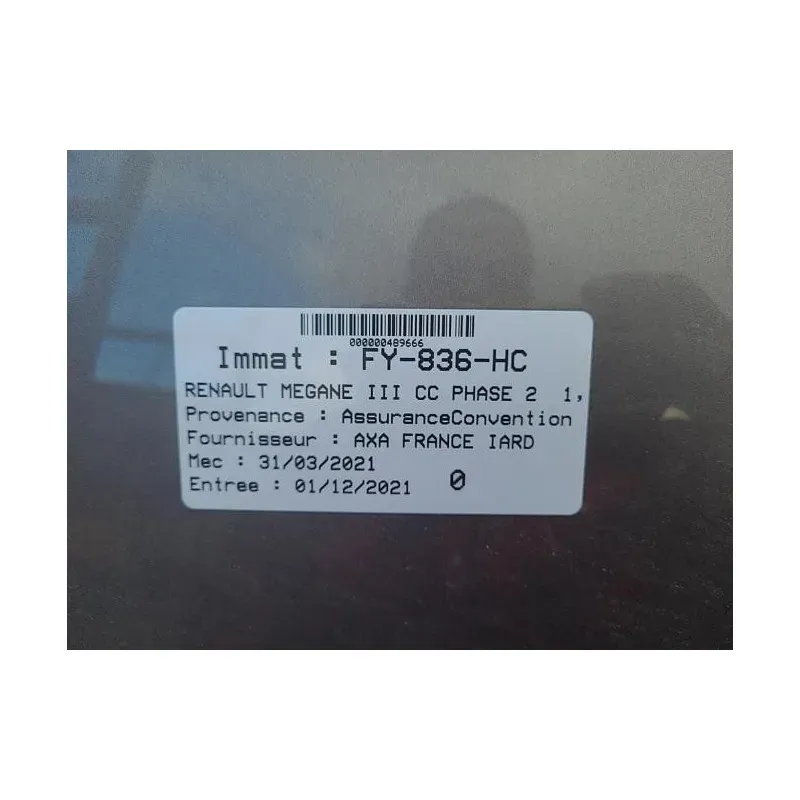 000000489666
Immat : FY-836-HC
RENAULT MEGANE III CC PHASE 2 1,
Provenance : AssuranceConvention
Fournisseur : AXA FRANCE IARD
Mec : 31/03/2021
Entree : 01/12/2021 0